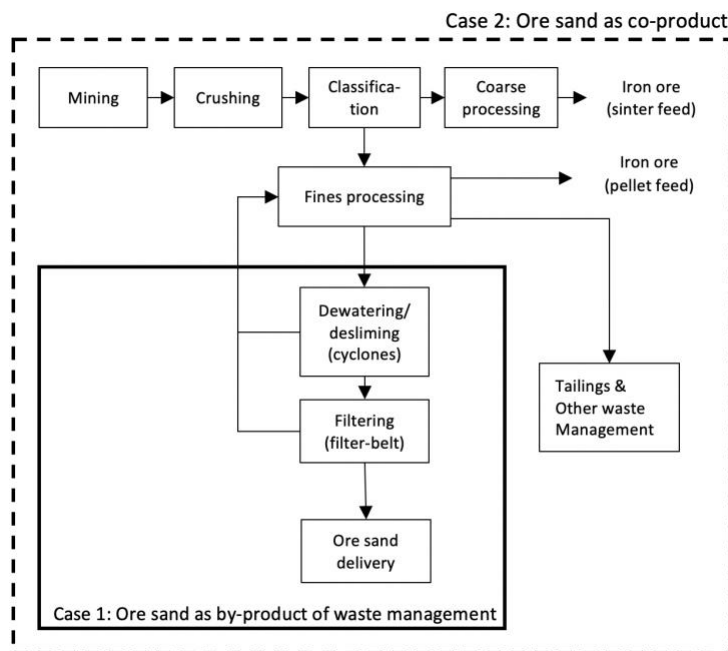 Case 2: Ore sand as co-product
Mining
Crushing
Classifica-
tion
Coarse
processing
Iron ore
(sinter feed)
Iron ore
(pellet feed)
Fines processing
Dewatering/
desliming
(cyclones)
Tailings &
Other waste
Management
Filtering
(filter-belt)
Ore sand
delivery
Case 1: Ore sand as by-product of waste management